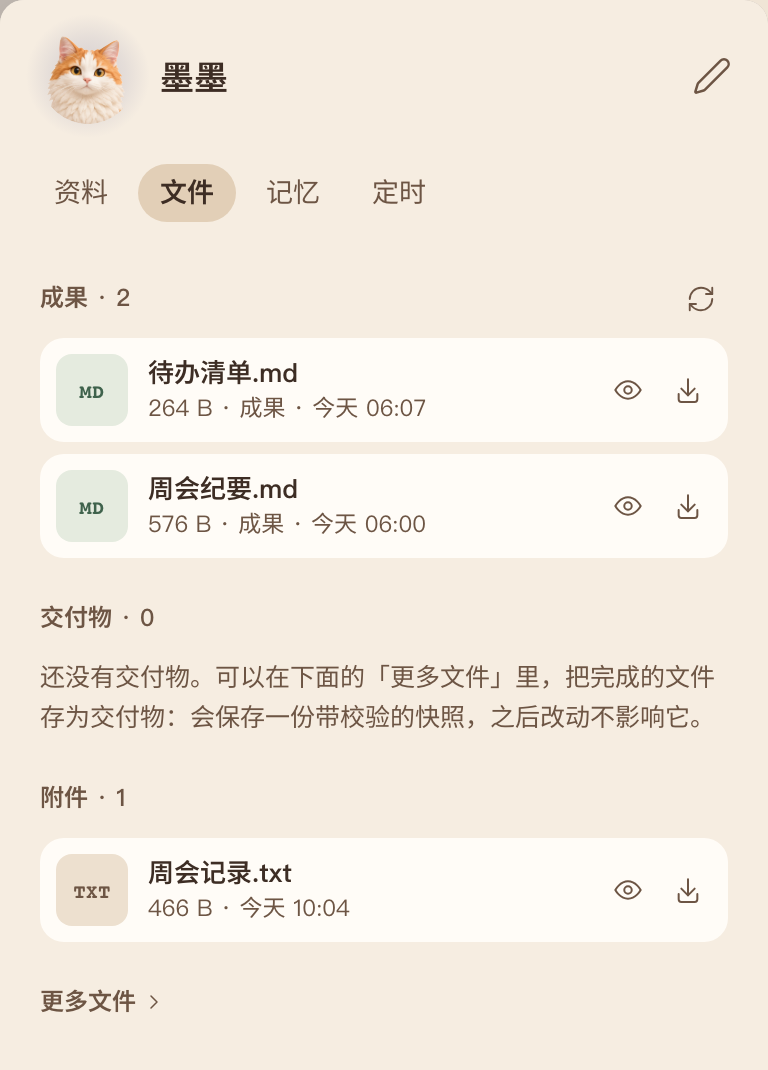 墨墨
资料 文件 记忆 定时
成果 · 2
MD
待办清单.md
264 B · 成果 · 今天 06:07
MD
周会纪要.md
576 B · 成果 · 今天 06:00
交付物 · 0
还没有交付物。可以在下面的「更多文件」里，把完成的文件
存为交付物：会保存一份带校验的快照，之后改动不影响它。
附件 · 1
TXT
周会记录.txt
466 B · 今天 10:04
更多文件